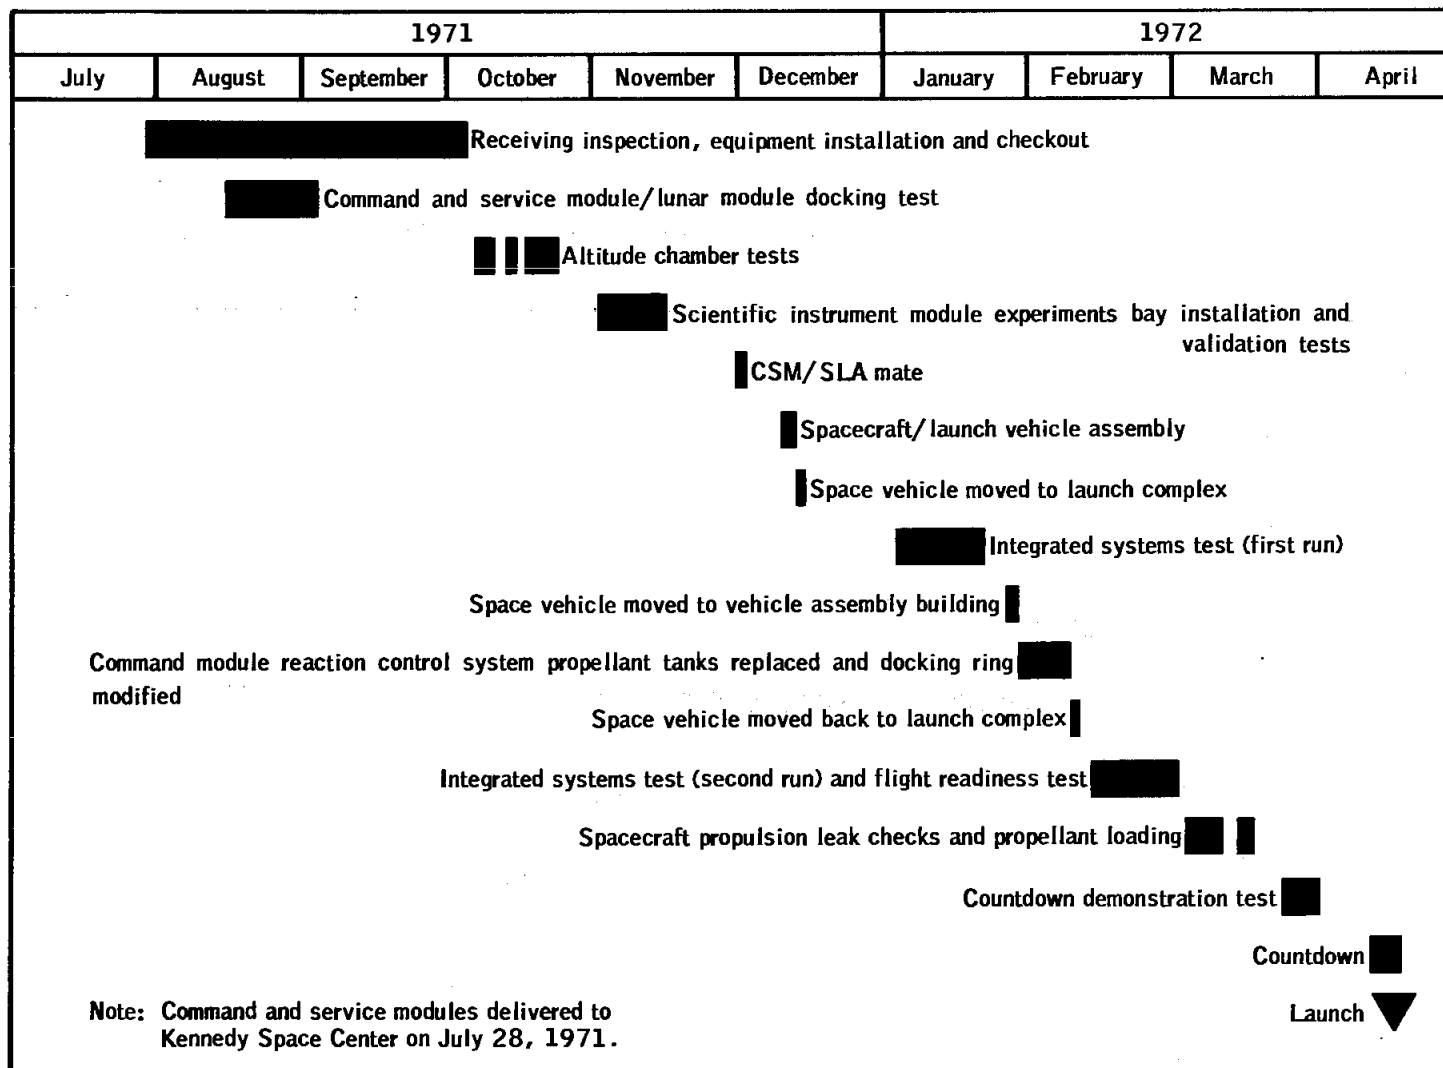 1971 1972
July August September October November December January February March April
Receiving inspection, equipment installation and checkout
Command and service module/lunar module docking test
Altitude chamber tests
Scientific instrument module experiments bay installation and
validation tests
CSM/SLA mate
Spacecraft/launch vehicle assembly
Space vehicle moved to launch complex
Integrated systems test (first run)
Space vehicle moved to vehicle assembly building
Command module reaction control system propellant tanks replaced and docking ring
modified
Space vehicle moved back to launch complex
Integrated systems test (second run) and flight readiness test
Spacecraft propulsion leak checks and propellant loading
Countdown demonstration test
Countdown
Launch
Note: Command and service modules delivered to
Kennedy Space Center on July 28, 1971.